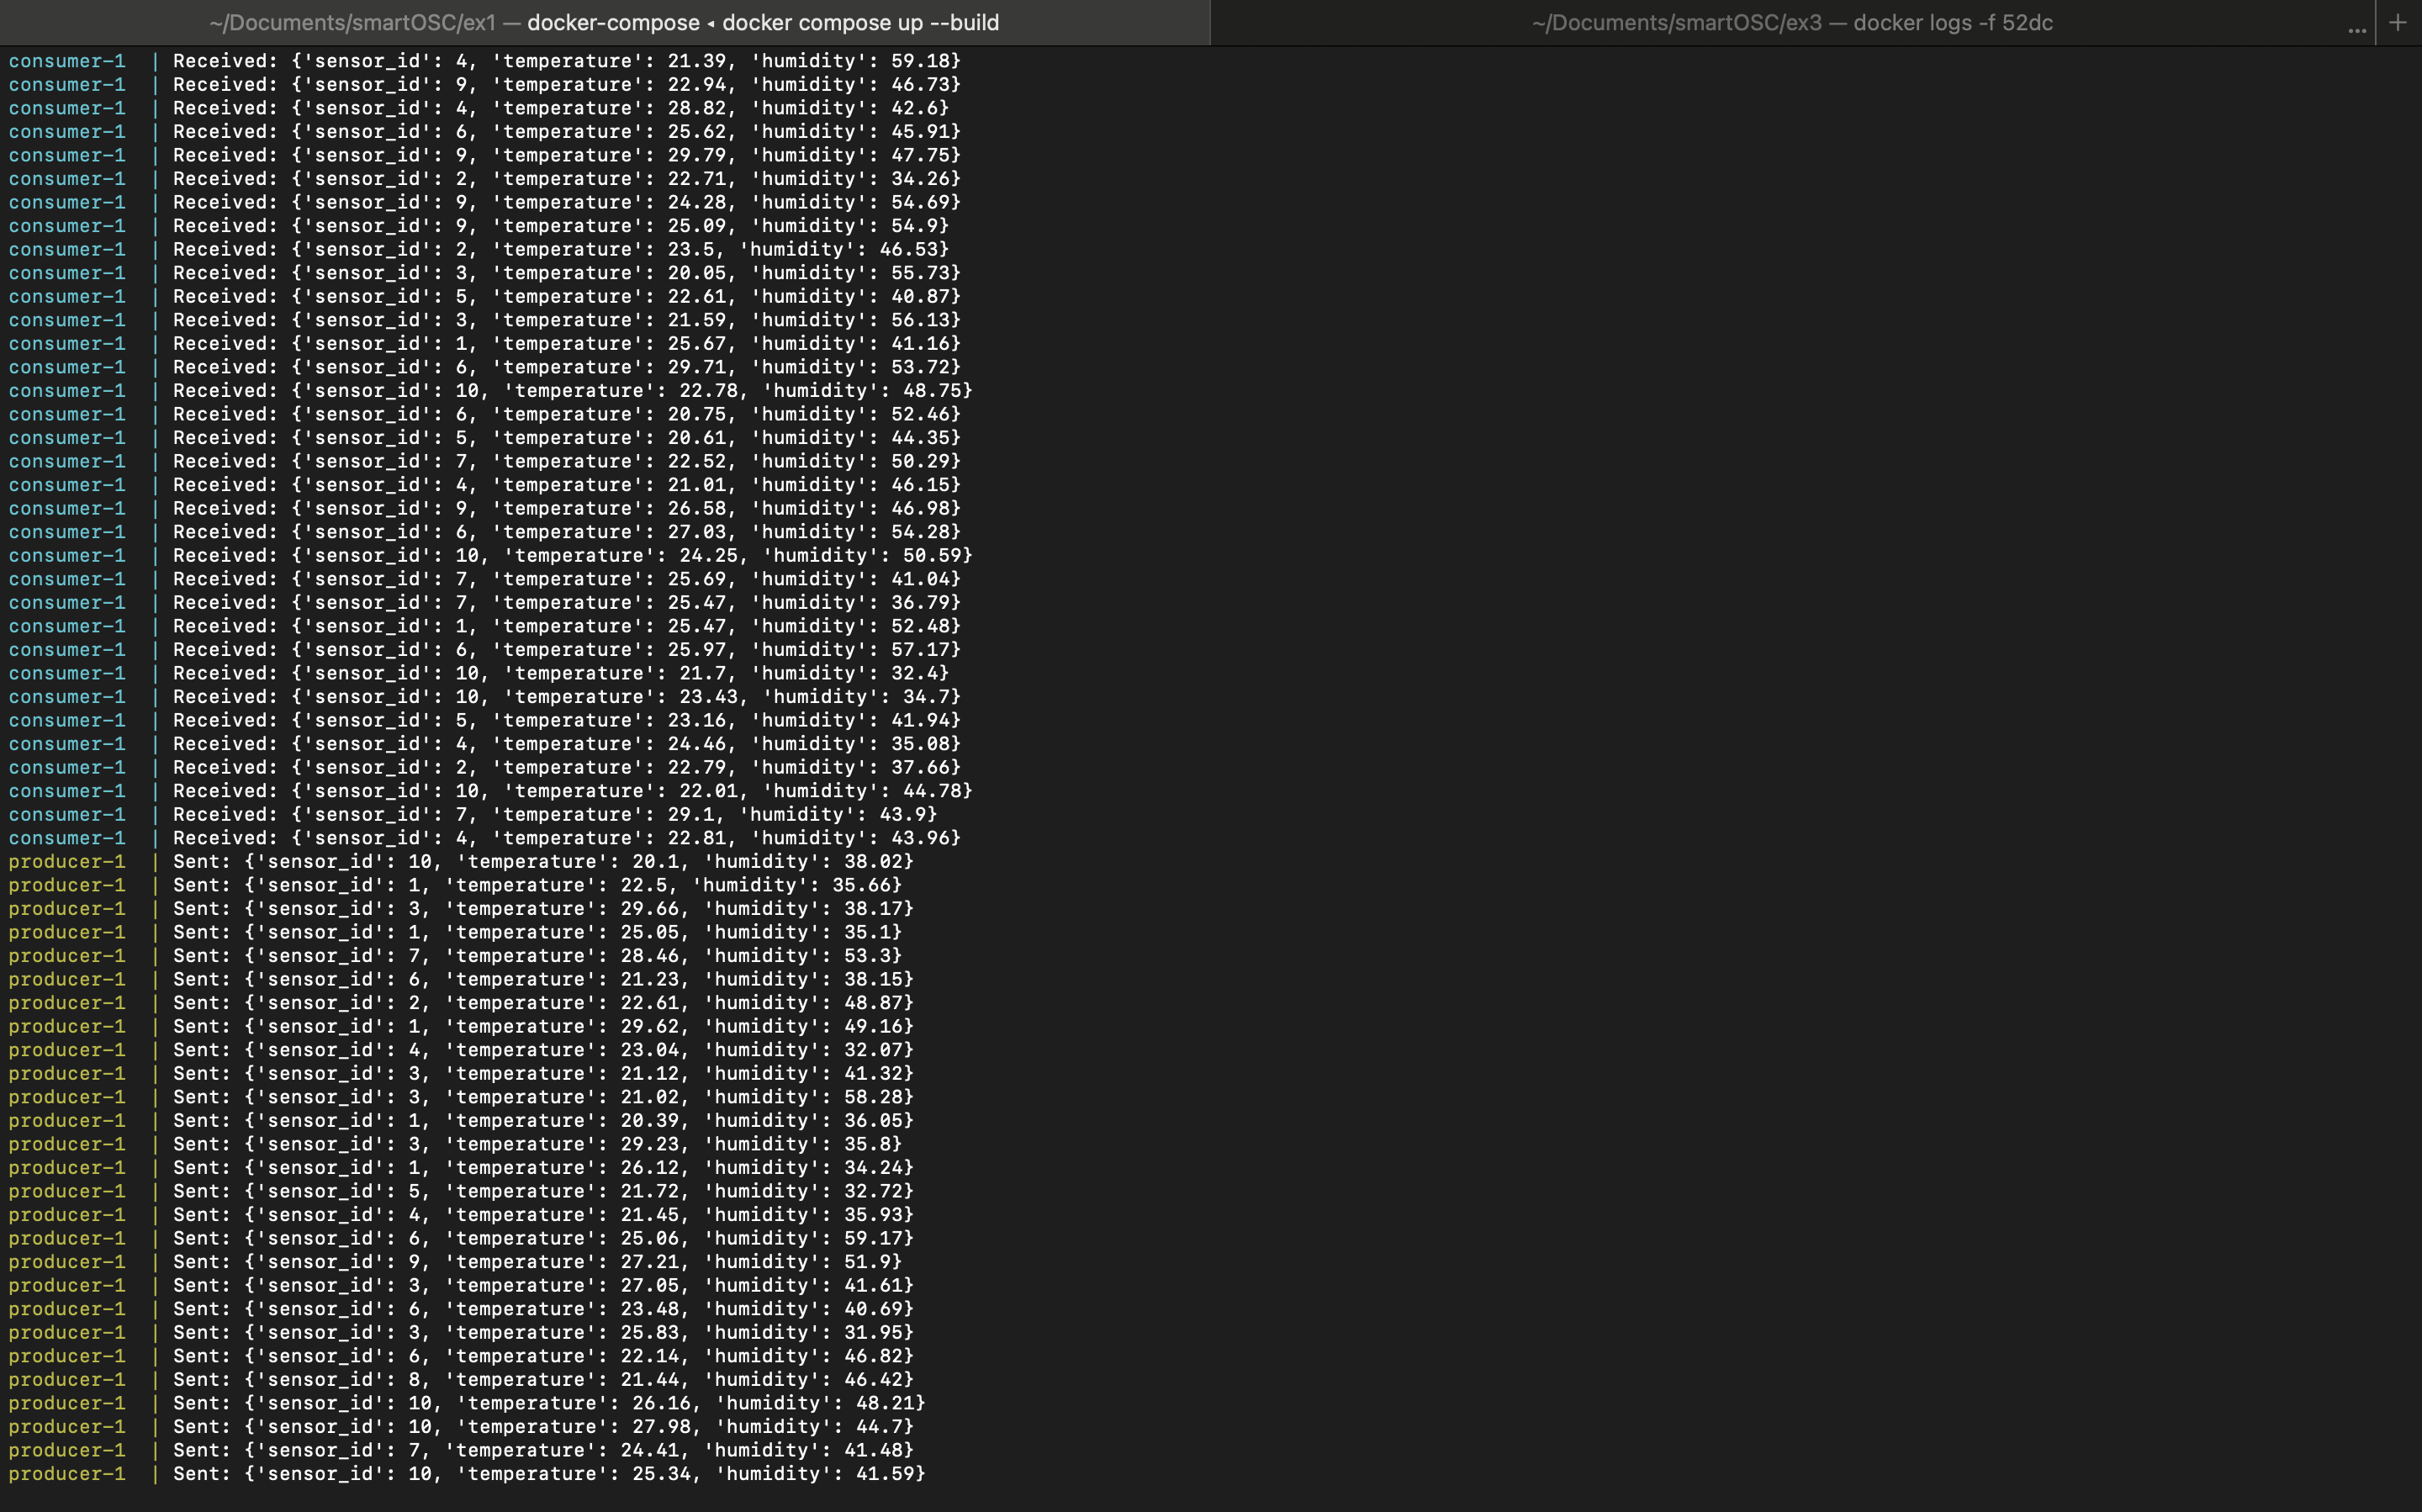 ~/Documents/smartOSC/ex1 — docker-compose ◂ docker compose up --build
~/Documents/smartOSC/ex3 — docker logs -f 52dc
... +
consumer-1  | Received: {'sensor_id': 4, 'temperature': 21.39, 'humidity': 59.18}
consumer-1  | Received: {'sensor_id': 9, 'temperature': 22.94, 'humidity': 46.73}
consumer-1  | Received: {'sensor_id': 4, 'temperature': 28.82, 'humidity': 42.6}
consumer-1  | Received: {'sensor_id': 6, 'temperature': 25.62, 'humidity': 45.91}
consumer-1  | Received: {'sensor_id': 9, 'temperature': 29.79, 'humidity': 47.75}
consumer-1  | Received: {'sensor_id': 2, 'temperature': 22.71, 'humidity': 34.26}
consumer-1  | Received: {'sensor_id': 9, 'temperature': 24.28, 'humidity': 54.69}
consumer-1  | Received: {'sensor_id': 9, 'temperature': 25.09, 'humidity': 54.9}
consumer-1  | Received: {'sensor_id': 2, 'temperature': 23.5, 'humidity': 46.53}
consumer-1  | Received: {'sensor_id': 3, 'temperature': 20.05, 'humidity': 55.73}
consumer-1  | Received: {'sensor_id': 5, 'temperature': 22.61, 'humidity': 40.87}
consumer-1  | Received: {'sensor_id': 3, 'temperature': 21.59, 'humidity': 56.13}
consumer-1  | Received: {'sensor_id': 1, 'temperature': 25.67, 'humidity': 41.16}
consumer-1  | Received: {'sensor_id': 6, 'temperature': 29.71, 'humidity': 53.72}
consumer-1  | Received: {'sensor_id': 10, 'temperature': 22.78, 'humidity': 48.75}
consumer-1  | Received: {'sensor_id': 6, 'temperature': 20.75, 'humidity': 52.46}
consumer-1  | Received: {'sensor_id': 5, 'temperature': 20.61, 'humidity': 44.35}
consumer-1  | Received: {'sensor_id': 7, 'temperature': 22.52, 'humidity': 50.29}
consumer-1  | Received: {'sensor_id': 4, 'temperature': 21.01, 'humidity': 46.15}
consumer-1  | Received: {'sensor_id': 9, 'temperature': 26.58, 'humidity': 46.98}
consumer-1  | Received: {'sensor_id': 6, 'temperature': 27.03, 'humidity': 54.28}
consumer-1  | Received: {'sensor_id': 10, 'temperature': 24.25, 'humidity': 50.59}
consumer-1  | Received: {'sensor_id': 7, 'temperature': 25.69, 'humidity': 41.04}
consumer-1  | Received: {'sensor_id': 7, 'temperature': 25.47, 'humidity': 36.79}
consumer-1  | Received: {'sensor_id': 1, 'temperature': 25.47, 'humidity': 52.48}
consumer-1  | Received: {'sensor_id': 6, 'temperature': 25.97, 'humidity': 57.17}
consumer-1  | Received: {'sensor_id': 10, 'temperature': 21.7, 'humidity': 32.4}
consumer-1  | Received: {'sensor_id': 10, 'temperature': 23.43, 'humidity': 34.7}
consumer-1  | Received: {'sensor_id': 5, 'temperature': 23.16, 'humidity': 41.94}
consumer-1  | Received: {'sensor_id': 4, 'temperature': 24.46, 'humidity': 35.08}
consumer-1  | Received: {'sensor_id': 2, 'temperature': 22.79, 'humidity': 37.66}
consumer-1  | Received: {'sensor_id': 10, 'temperature': 22.01, 'humidity': 44.78}
consumer-1  | Received: {'sensor_id': 7, 'temperature': 29.1, 'humidity': 43.9}
consumer-1  | Received: {'sensor_id': 4, 'temperature': 22.81, 'humidity': 43.96}
producer-1  | Sent: {'sensor_id': 10, 'temperature': 20.1, 'humidity': 38.02}
producer-1  | Sent: {'sensor_id': 1, 'temperature': 22.5, 'humidity': 35.66}
producer-1  | Sent: {'sensor_id': 3, 'temperature': 29.66, 'humidity': 38.17}
producer-1  | Sent: {'sensor_id': 1, 'temperature': 25.05, 'humidity': 35.1}
producer-1  | Sent: {'sensor_id': 7, 'temperature': 28.46, 'humidity': 53.3}
producer-1  | Sent: {'sensor_id': 6, 'temperature': 21.23, 'humidity': 38.15}
producer-1  | Sent: {'sensor_id': 2, 'temperature': 22.61, 'humidity': 48.87}
producer-1  | Sent: {'sensor_id': 1, 'temperature': 29.62, 'humidity': 49.16}
producer-1  | Sent: {'sensor_id': 4, 'temperature': 23.04, 'humidity': 32.07}
producer-1  | Sent: {'sensor_id': 3, 'temperature': 21.12, 'humidity': 41.32}
producer-1  | Sent: {'sensor_id': 3, 'temperature': 21.02, 'humidity': 58.28}
producer-1  | Sent: {'sensor_id': 1, 'temperature': 20.39, 'humidity': 36.05}
producer-1  | Sent: {'sensor_id': 3, 'temperature': 29.23, 'humidity': 35.8}
producer-1  | Sent: {'sensor_id': 1, 'temperature': 26.12, 'humidity': 34.24}
producer-1  | Sent: {'sensor_id': 5, 'temperature': 21.72, 'humidity': 32.72}
producer-1  | Sent: {'sensor_id': 4, 'temperature': 21.45, 'humidity': 35.93}
producer-1  | Sent: {'sensor_id': 6, 'temperature': 25.06, 'humidity': 59.17}
producer-1  | Sent: {'sensor_id': 9, 'temperature': 27.21, 'humidity': 51.9}
producer-1  | Sent: {'sensor_id': 3, 'temperature': 27.05, 'humidity': 41.61}
producer-1  | Sent: {'sensor_id': 6, 'temperature': 23.48, 'humidity': 40.69}
producer-1  | Sent: {'sensor_id': 3, 'temperature': 25.83, 'humidity': 31.95}
producer-1  | Sent: {'sensor_id': 6, 'temperature': 22.14, 'humidity': 46.82}
producer-1  | Sent: {'sensor_id': 8, 'temperature': 21.44, 'humidity': 46.42}
producer-1  | Sent: {'sensor_id': 10, 'temperature': 26.16, 'humidity': 48.21}
producer-1  | Sent: {'sensor_id': 10, 'temperature': 27.98, 'humidity': 44.7}
producer-1  | Sent: {'sensor_id': 7, 'temperature': 24.41, 'humidity': 41.48}
producer-1  | Sent: {'sensor_id': 10, 'temperature': 25.34, 'humidity': 41.59}